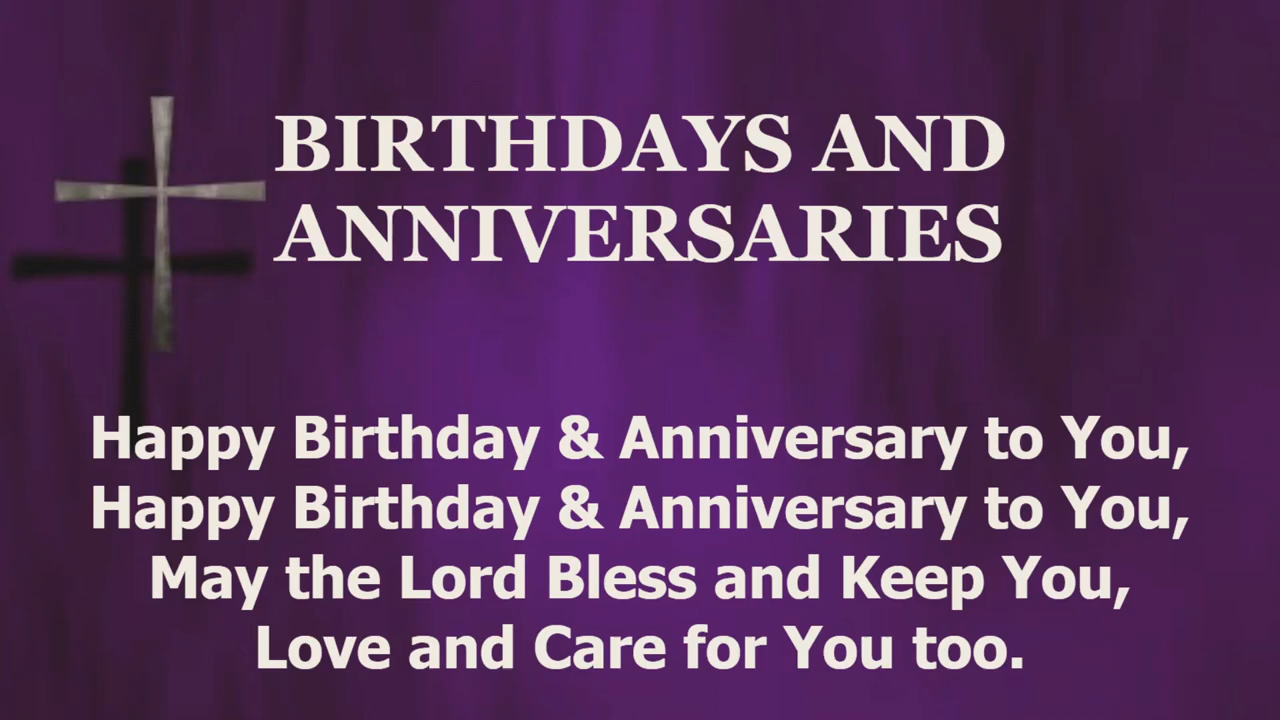 BIRTHDAYS AND
ANNIVERSARIES
Happy Birthday & Anniversary to You,
Happy Birthday & Anniversary to You,
May the Lord Bless and Keep You,
Love and Care for You too.